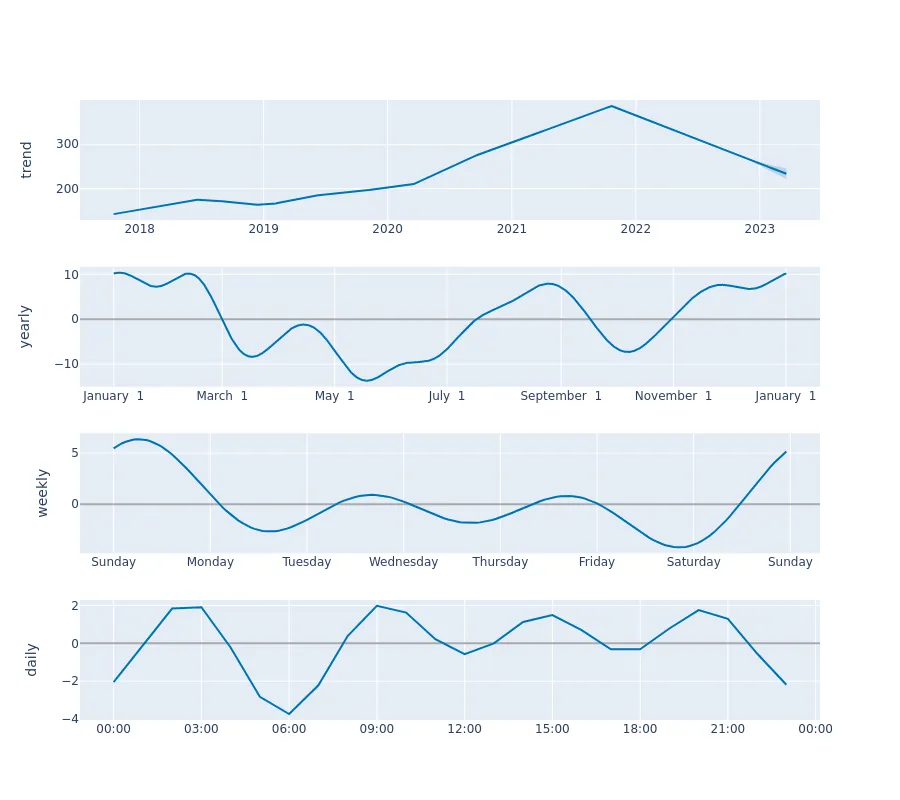 trend
300
200
2018 2019 2020 2021 2022 2023
yearly
10
0
−10
January 1 March 1 May 1 July 1 September 1 November 1 January 1
weekly
5
0
Sunday Monday Tuesday Wednesday Thursday Friday Saturday Sunday
daily
2
0
−2
−4
00:00 03:00 06:00 09:00 12:00 15:00 18:00 21:00 00:00